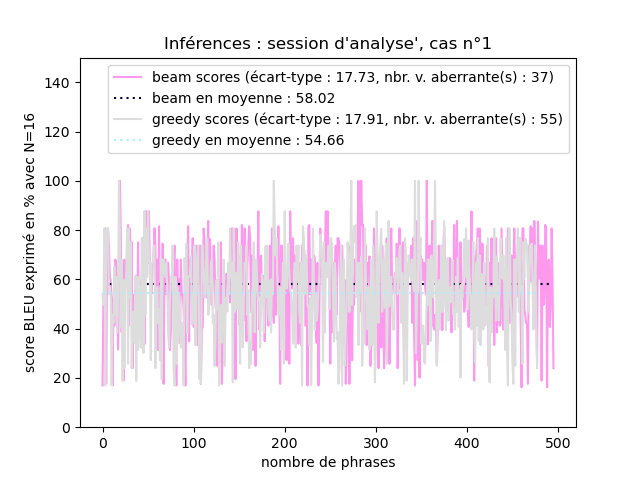 Inférences : session d'analyse', cas n°1
beam scores (écart-type : 17.73, nbr. v. aberrante(s) : 37)
beam en moyenne : 58.02
greedy scores (écart-type : 17.91, nbr. v. aberrante(s) : 55)
greedy en moyenne : 54.66
score BLEU exprimé en % avec N=16
140
120
100
80
60
40
20
0
0 100 200 300 400 500
nombre de phrases